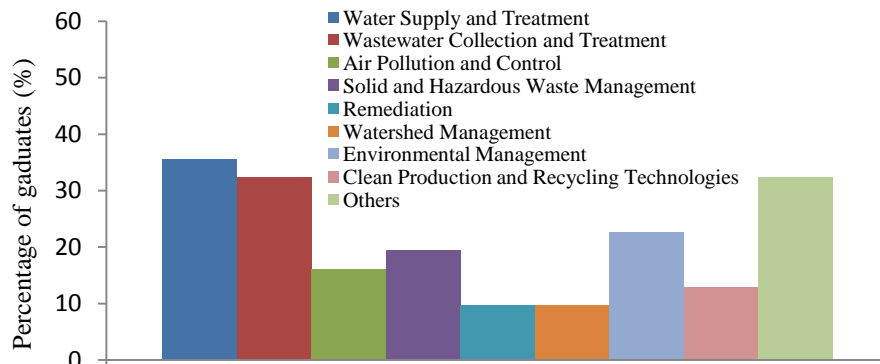 Percentage of gaduates (%)
60
50
40
30
20
10
0
Water Supply and Treatment
Wastewater Collection and Treatment
Air Pollution and Control
Solid and Hazardous Waste Management
Remediation
Watershed Management
Environmental Management
Clean Production and Recycling Technologies
Others